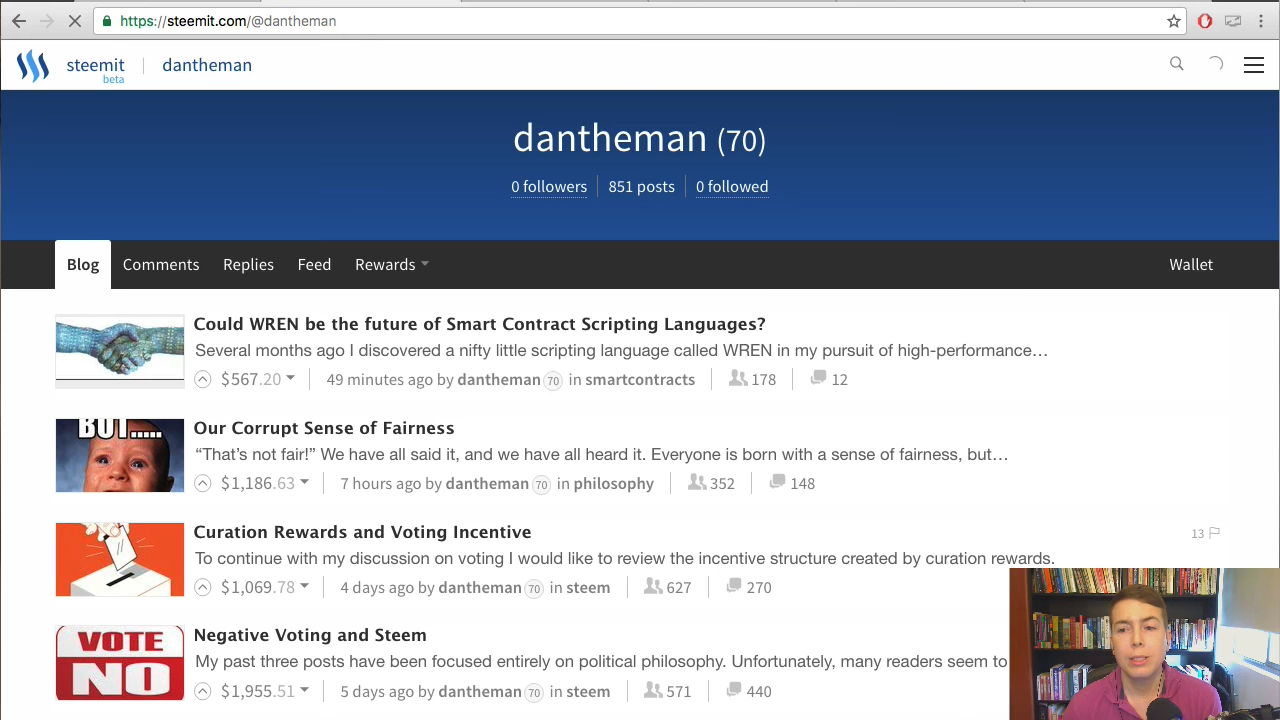 https://steemit.com/@dantheman
steemit
beta
dantheman
dantheman (70)
0 followers 851 posts 0 followed
Blog Comments Replies Feed Rewards Wallet
Could WREN be the future of Smart Contract Scripting Languages?
Several months ago I discovered a nifty little scripting language called WREN in my pursuit of high-performance…
$567.20 49 minutes ago by dantheman 70 in smartcontracts 178 12
BUT.....
Our Corrupt Sense of Fairness
“That’s not fair!” We have all said it, and we have all heard it. Everyone is born with a sense of fairness, but…
$1,186.63 7 hours ago by dantheman 70 in philosophy 352 148
Curation Rewards and Voting Incentive
13
To continue with my discussion on voting I would like to review the incentive structure created by curation rewards.
$1,069.78 4 days ago by dantheman 70 in steem 627 270
VOTE
NO
Negative Voting and Steem
My past three posts have been focused entirely on political philosophy. Unfortunately, many readers seem to
$1,955.51 5 days ago by dantheman 70 in steem 571 440